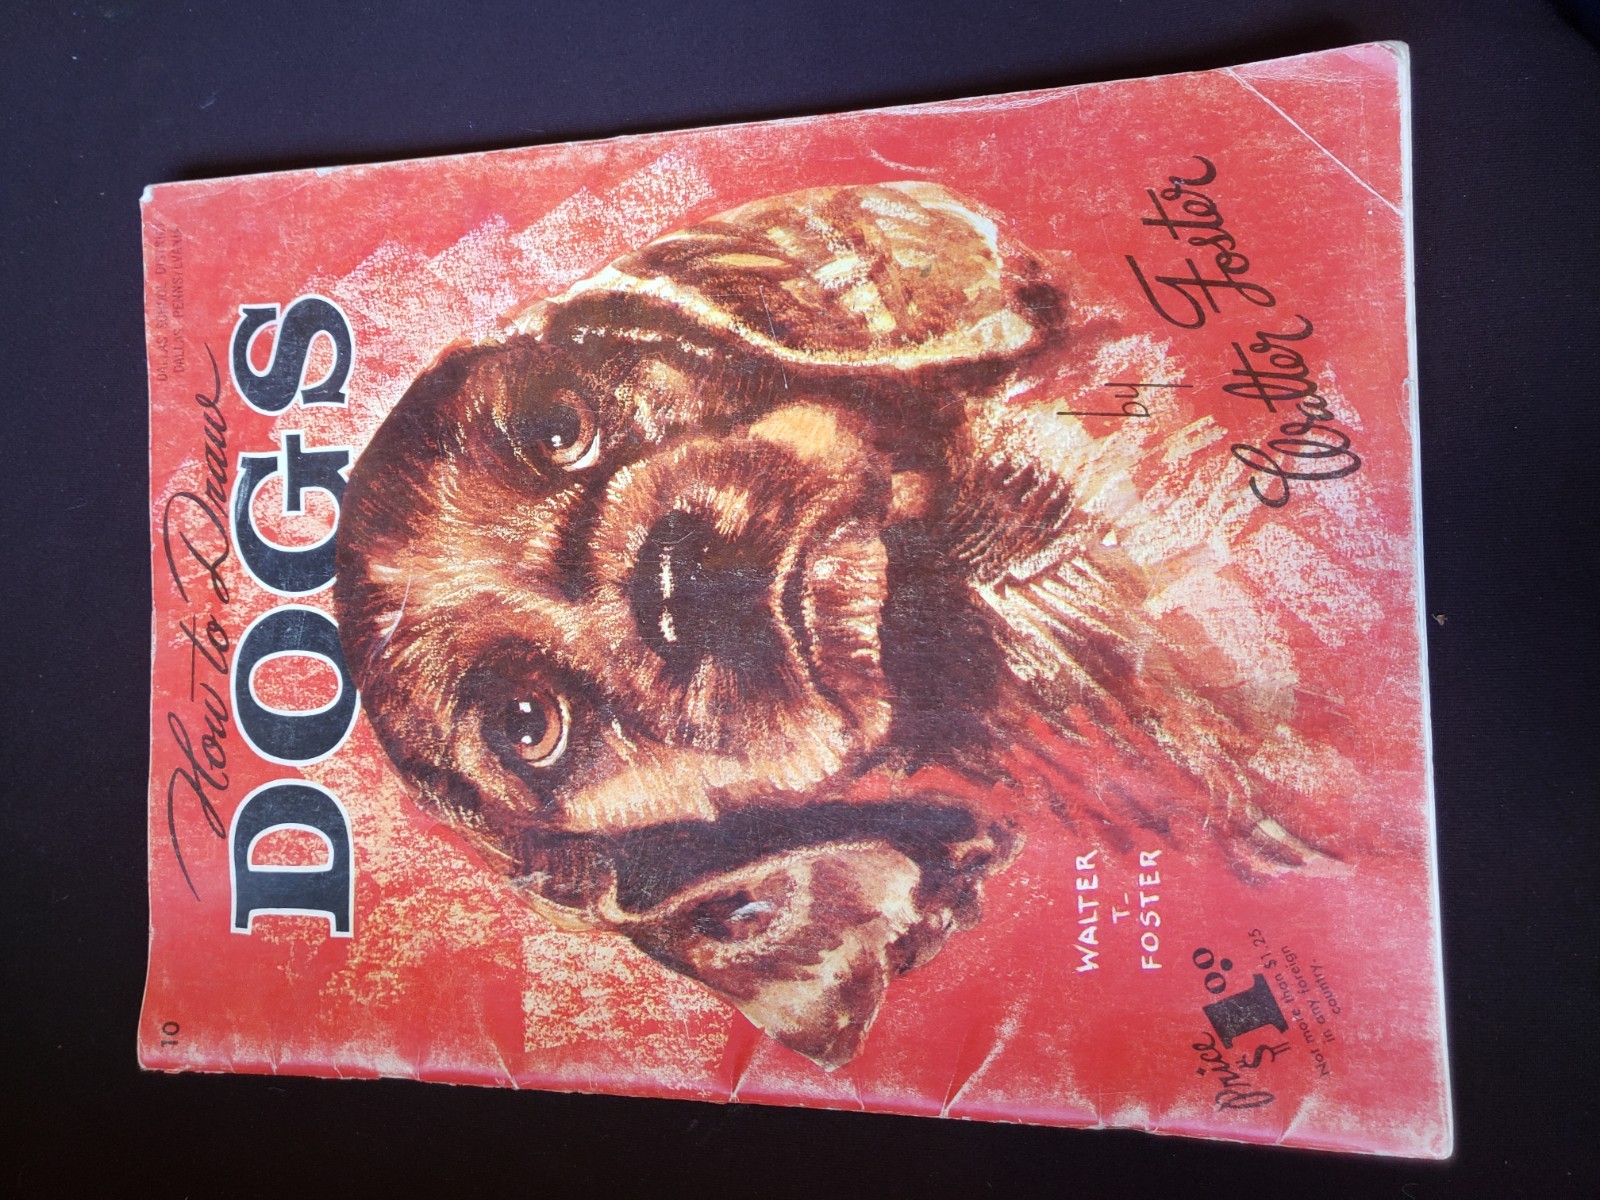 10
DALLAS SCHOOL DISTRICT
DALLAS PENNSYLVANIA
How to Draw
DOGS
by
Walter Foster
WALTER
T.
FOSTER
Price
is
$1.00
Not more than $1.25
in any foreign
country.